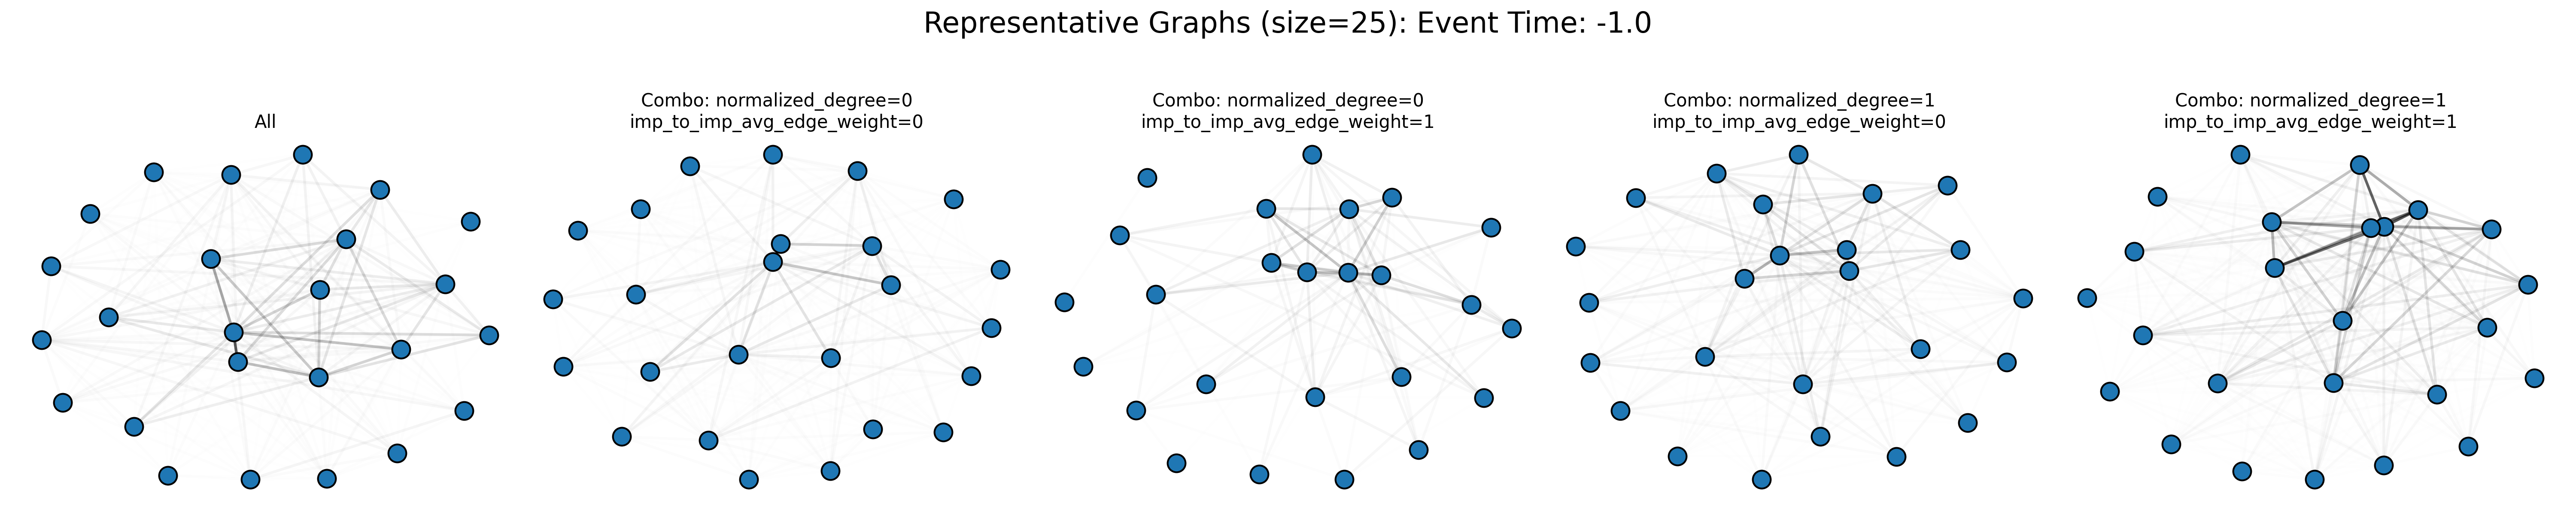 Representative Graphs (size=25): Event Time: -1.0
All
Combo: normalized_degree=0
imp_to_imp_avg_edge_weight=0
Combo: normalized_degree=0
imp_to_imp_avg_edge_weight=1
Combo: normalized_degree=1
imp_to_imp_avg_edge_weight=0
Combo: normalized_degree=1
imp_to_imp_avg_edge_weight=1